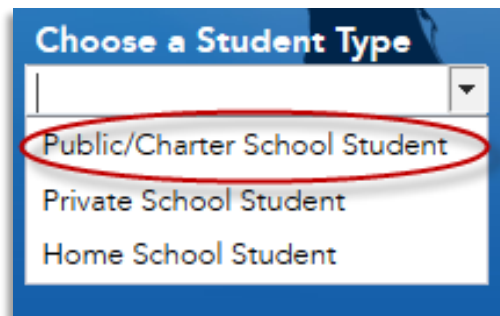 Choose a Student Type
Public/Charter School Student
Private School Student
Home School Student